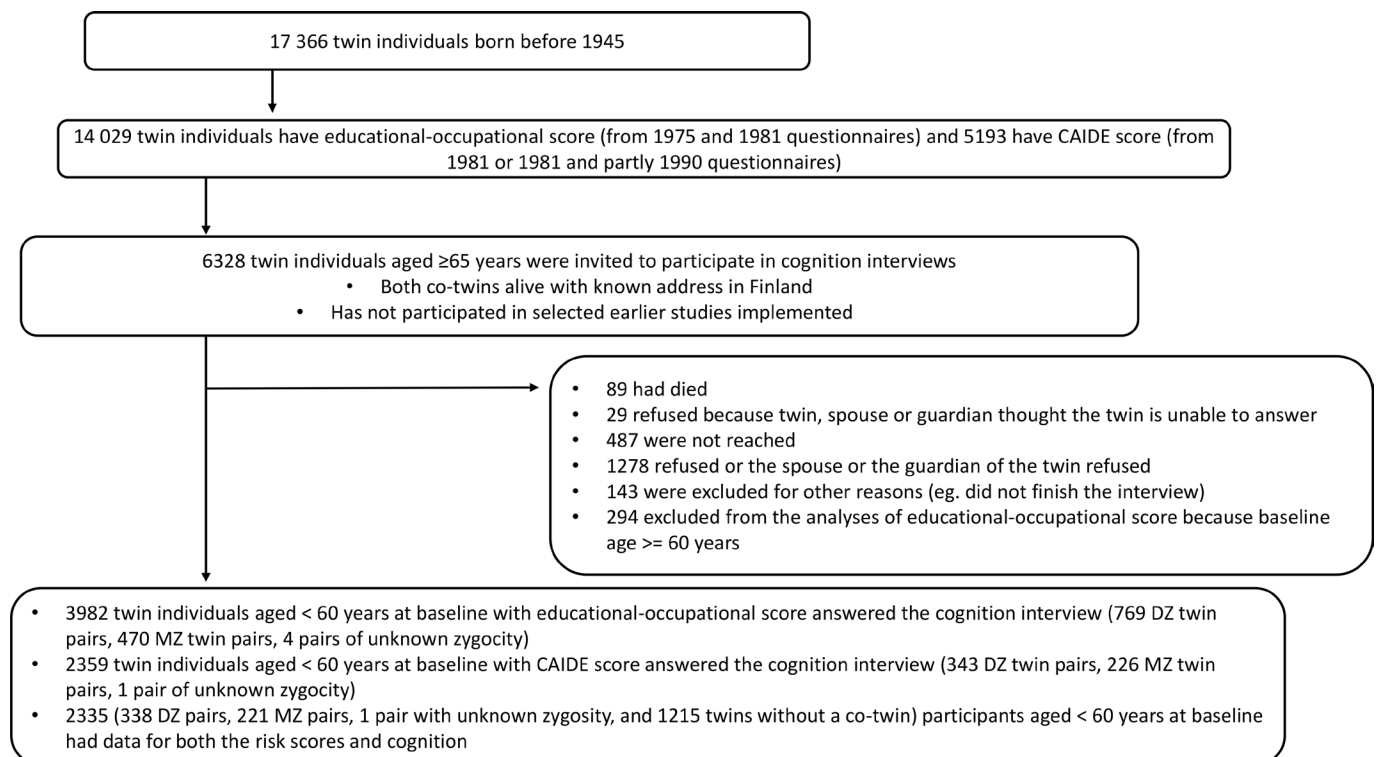 17 366 twin individuals born before 1945
14 029 twin individuals have educational-occupational score (from 1975 and 1981 questionnaires) and 5193 have CAIDE score (from
1981 or 1981 and partly 1990 questionnaires)
6328 twin individuals aged ≥65 years were invited to participate in cognition interviews
• Both co-twins alive with known address in Finland
• Has not participated in selected earlier studies implemented
• 89 had died
• 29 refused because twin, spouse or guardian thought the twin is unable to answer
• 487 were not reached
• 1278 refused or the spouse or the guardian of the twin refused
• 143 were excluded for other reasons (eg. did not finish the interview)
• 294 excluded from the analyses of educational-occupational score because baseline
age >= 60 years
• 3982 twin individuals aged < 60 years at baseline with educational-occupational score answered the cognition interview (769 DZ twin
pairs, 470 MZ twin pairs, 4 pairs of unknown zygocity)
• 2359 twin individuals aged < 60 years at baseline with CAIDE score answered the cognition interview (343 DZ twin pairs, 226 MZ twin
pairs, 1 pair of unknown zygocity)
• 2335 (338 DZ pairs, 221 MZ pairs, 1 pair with unknown zygosity, and 1215 twins without a co-twin) participants aged < 60 years at baseline
had data for both the risk scores and cognition